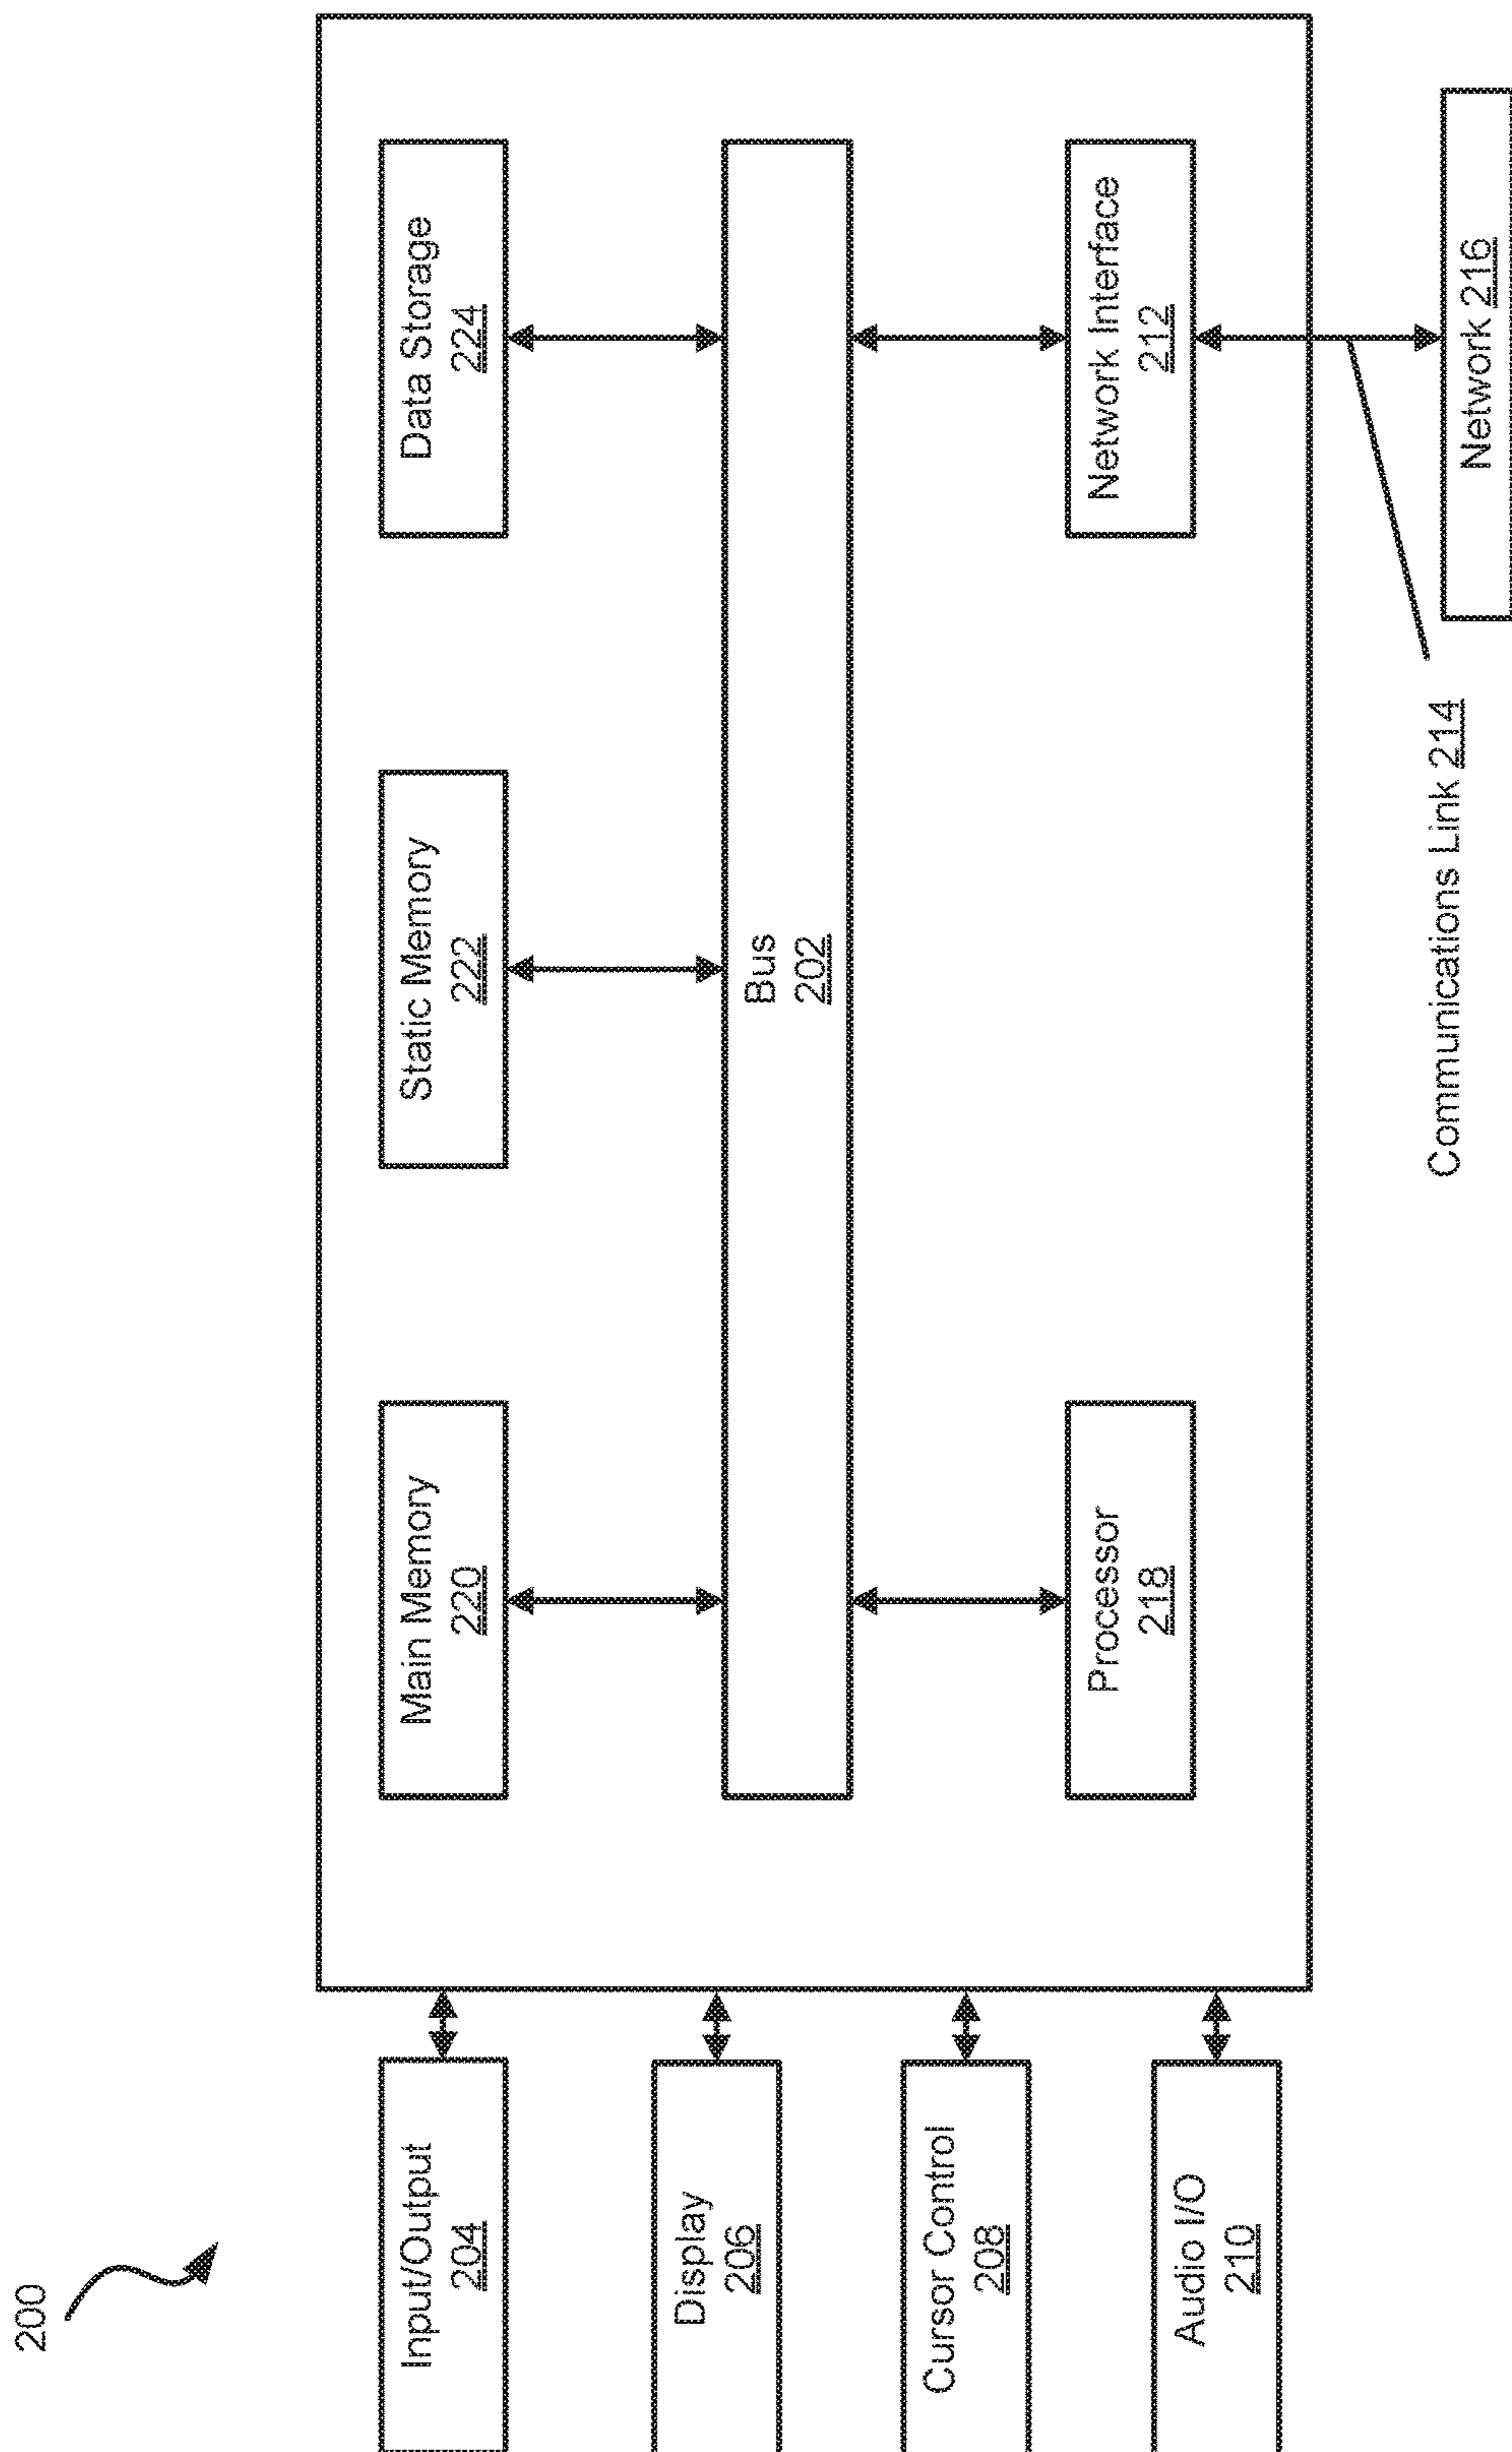 200
Input/Output
204
Display
206
Cursor Control
208
Audio I/O
210
Main Memory
220
Static Memory
222
Data Storage
224
Bus
202
Processor
218
Network Interface
212
Communications Link 214
Network 216